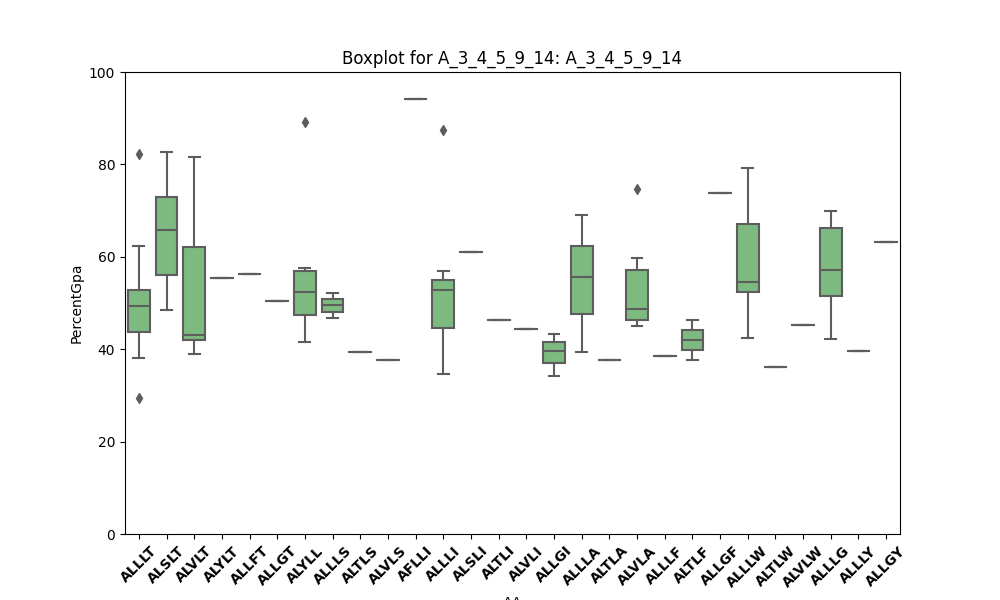 Boxplot for A_3_4_5_9_14: A_3_4_5_9_14
100
80
60
40
20
0
PercentGpa
ALLLT
ALSLT
ALVLT
ALYLT
ALLFT
ALLGT
ALYLL
ALLLS
ALTLS
ALVLS
AFLLI
ALLLI
ALSLI
ALTLI
ALVLI
ALLGI
ALLLA
ALTLA
ALVLA
ALLLF
ALTLF
ALLGF
ALLLW
ALTLW
ALVLW
ALLLG
ALLLY
ALLGY
AA